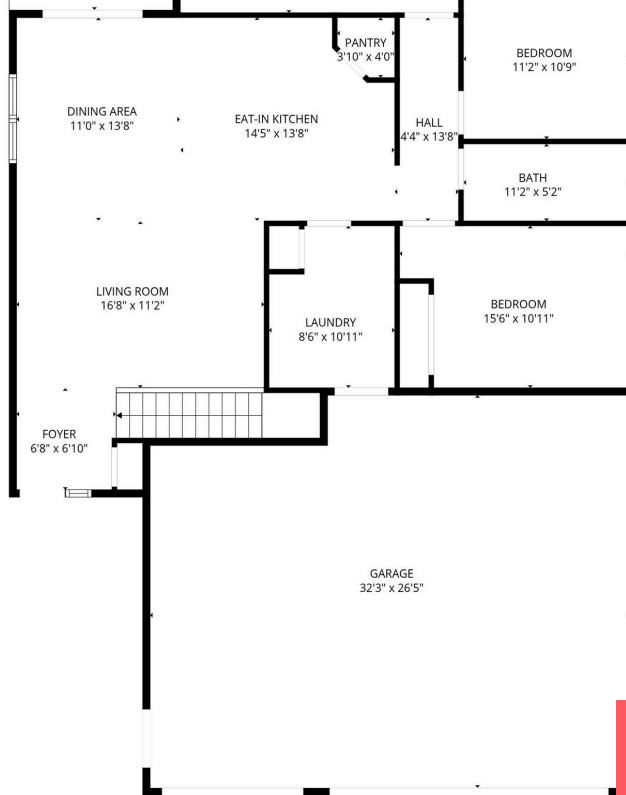 PANTRY
3'10" x 4'0"
BEDROOM
11'2" x 10'9"
DINING AREA
11'0" x 13'8"
EAT-IN KITCHEN
14'5" x 13'8"
HALL
4'4" x 13'8"
BATH
11'2" x 5'2"
LIVING ROOM
16'8" x 11'2"
LAUNDRY
8'6" x 10'11"
BEDROOM
15'6" x 10'11"
FOYER
6'8" x 6'10"
GARAGE
32'3" x 26'5"